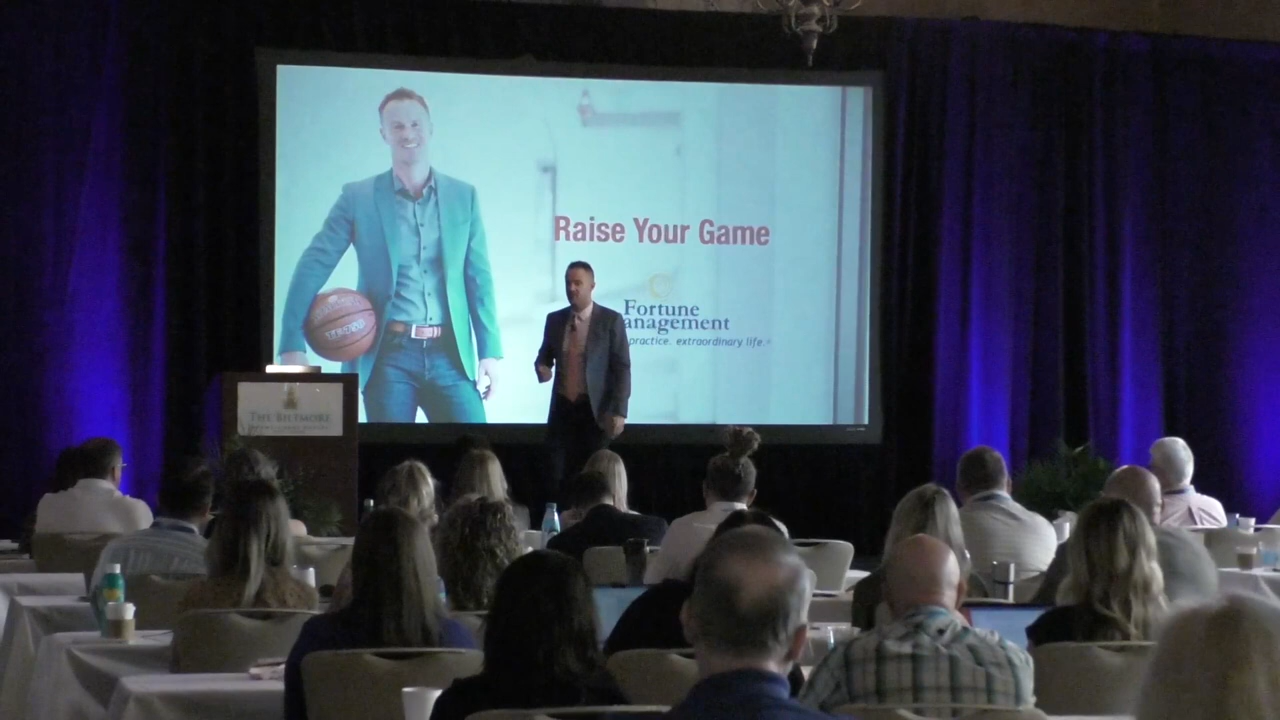 Raise Your Game
Fortune
anagement
practice. extraordinary life.
THE BILTMORE